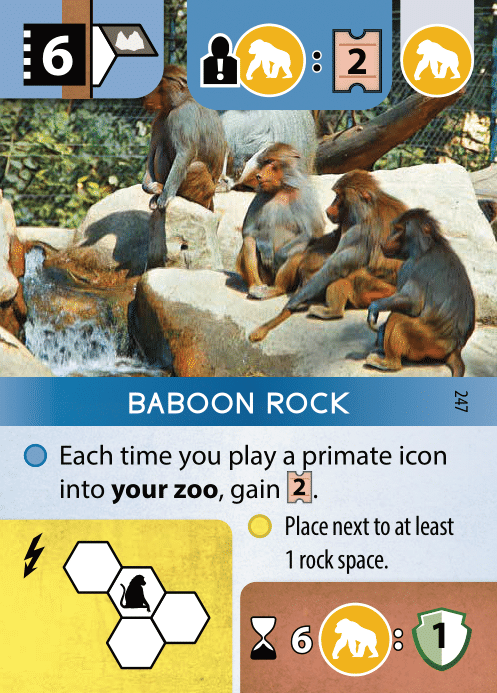 6
: 2
BABOON ROCK
247
Each time you play a primate icon
into your zoo, gain 2.
Place next to at least
1 rock space.
6 : 1